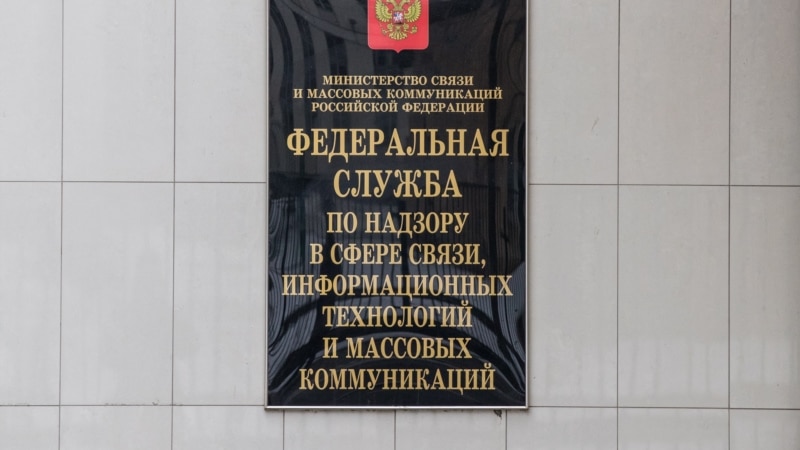 МИНИСТЕРСТВО СВЯЗИ
И МАССОВЫХ КОММУНИКАЦИЙ
РОССИЙСКОЙ ФЕДЕРАЦИИ
ФЕДЕРАЛЬНАЯ
СЛУЖБА
ПО НАДЗОРУ
В СФЕРЕ СВЯЗИ,
ИНФОРМАЦИОННЫХ
ТЕХНОЛОГИЙ
И МАССОВЫХ
КОММУНИКАЦИЙ